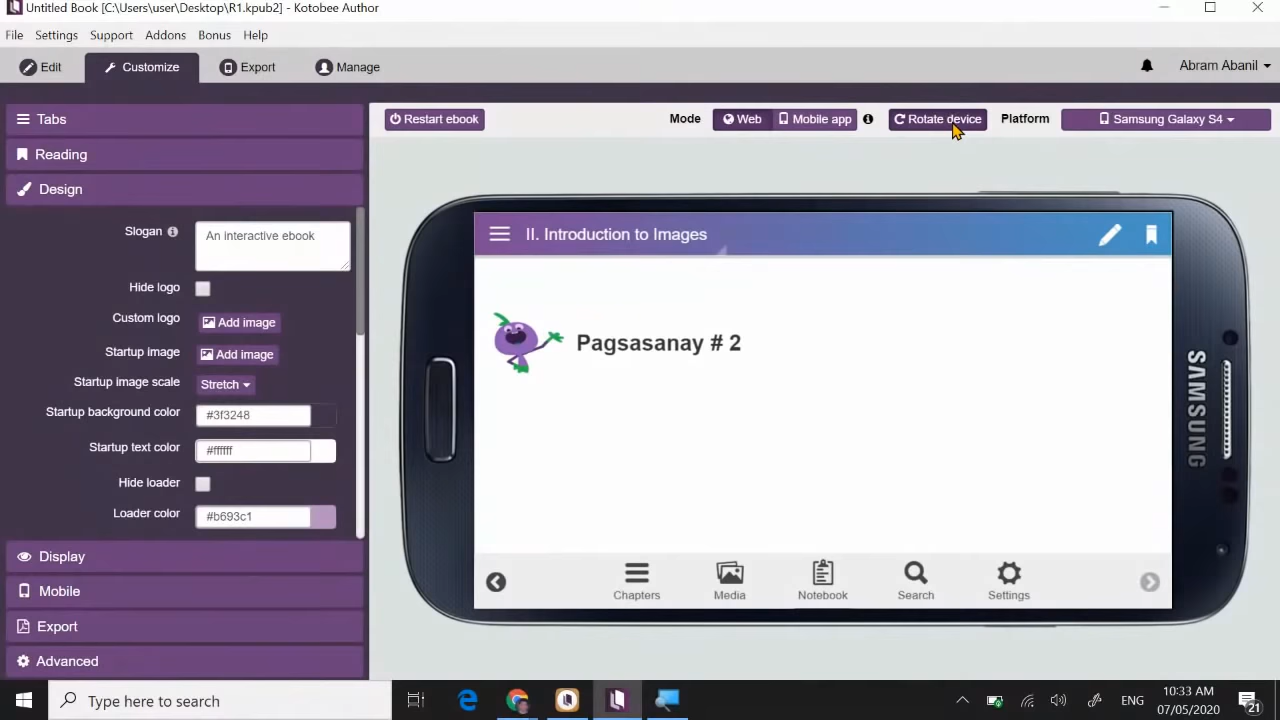 Untitled Book [C:\Users\user\Desktop\R1.kpub2] - Kotobee Author
File Settings Support Addons Bonus Help
Edit Customize Export Manage Abram Abanil
Tabs
Restart ebook Mode Web Mobile app Rotate device Platform Samsung Galaxy S4
Reading
Design
Slogan An interactive ebook
Hide logo
Custom logo Add image
Startup image Add image
Startup image scale Stretch
Startup background color #3f3248
Startup text color #ffffff
Hide loader
Loader color #b693c1
Display
Mobile
Export
Advanced
II. Introduction to Images
Pagsasanay # 2
SAMSUNG
Chapters Media Notebook Search Settings
Type here to search
ENG
10:33 AM
07/05/2020
21